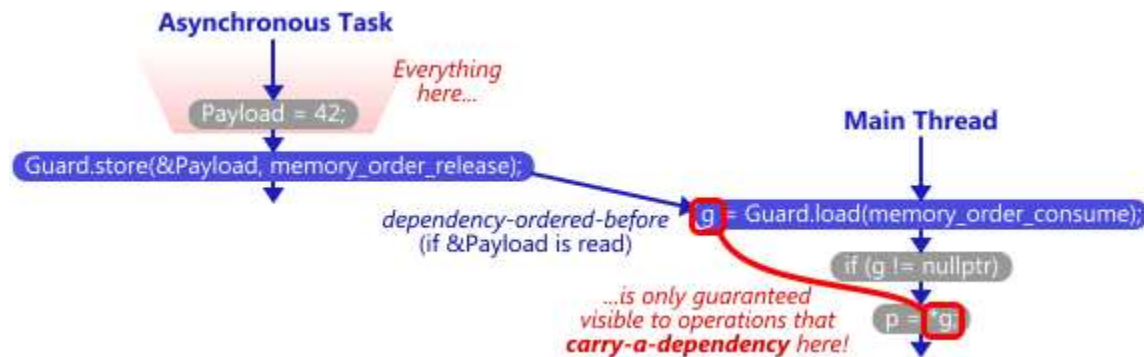 Asynchronous Task
Everything
here...
Payload = 42;
Main Thread
Guard.store(&Payload, memory_order_release);
dependency-ordered-before
(if &Payload is read)
g = Guard.load(memory_order_consume);
if (g != nullptr)
...is only guaranteed
visible to operations that
carry-a-dependency here!
p = *g